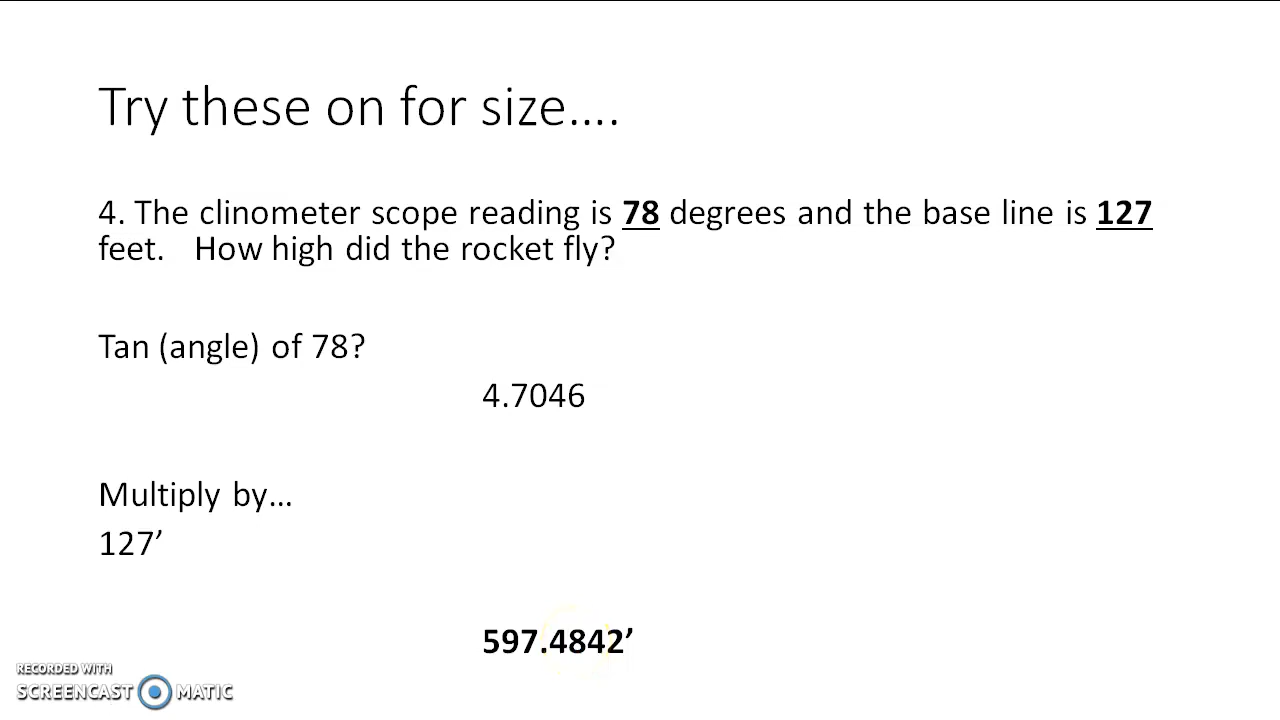 Try these on for size....
4. The clinometer scope reading is 78 degrees and the base line is 127
feet. How high did the rocket fly?
Tan (angle) of 78?
4.7046
Multiply by...
127’
597.4842’
RECORDED WITH
SCREENCAST MATIC